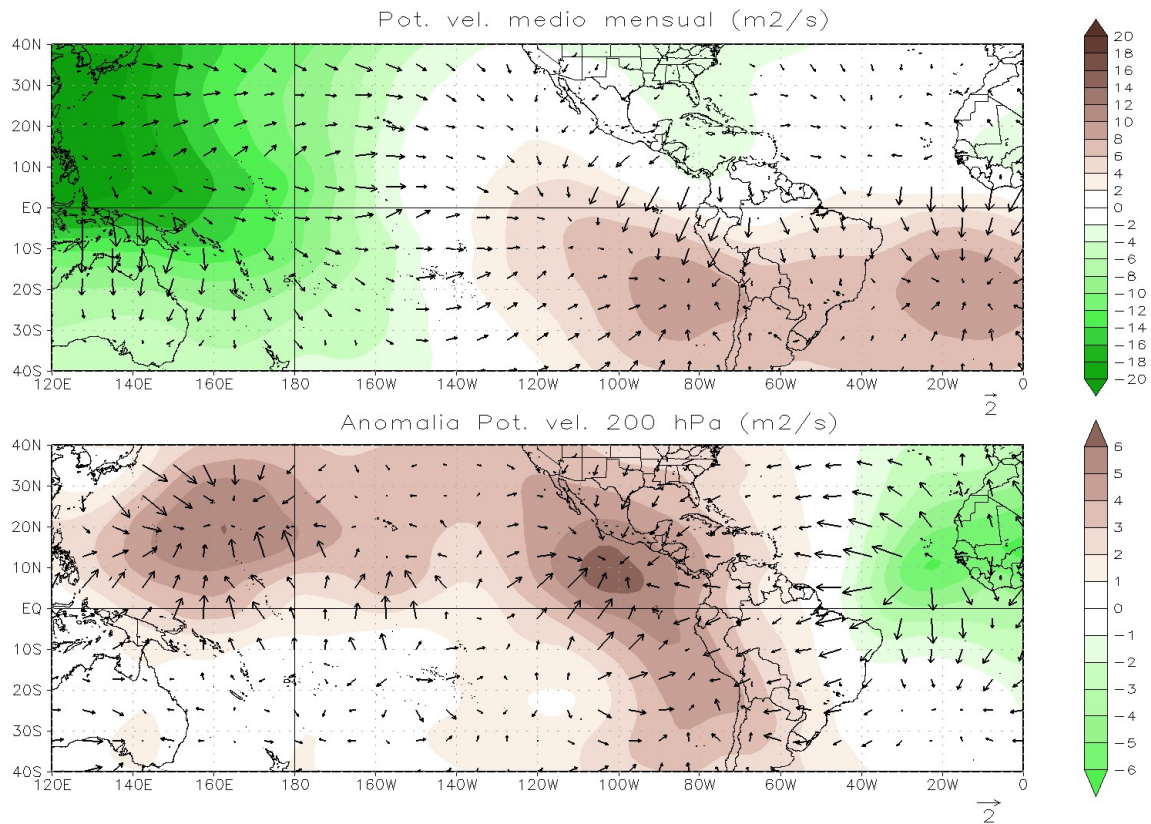 Pot. vel. medio mensual (m2/s)
40N
30N
20N
10N
EQ
10S
20S
30S
40S
120E 140E 160E 180 160W 140W 120W 100W 80W 60W 40W 20W 0
2
20
18
16
14
12
10
8
6
4
2
0
−2
−4
−6
−8
−10
−12
−14
−16
−18
−20
Anomalia Pot. vel. 200 hPa (m2/s)
40N
30N
20N
10N
EQ
10S
20S
30S
40S
120E 140E 160E 180 160W 140W 120W 100W 80W 60W 40W 20W 0
2
6
5
4
3
2
1
0
−1
−2
−3
−4
−5
−6